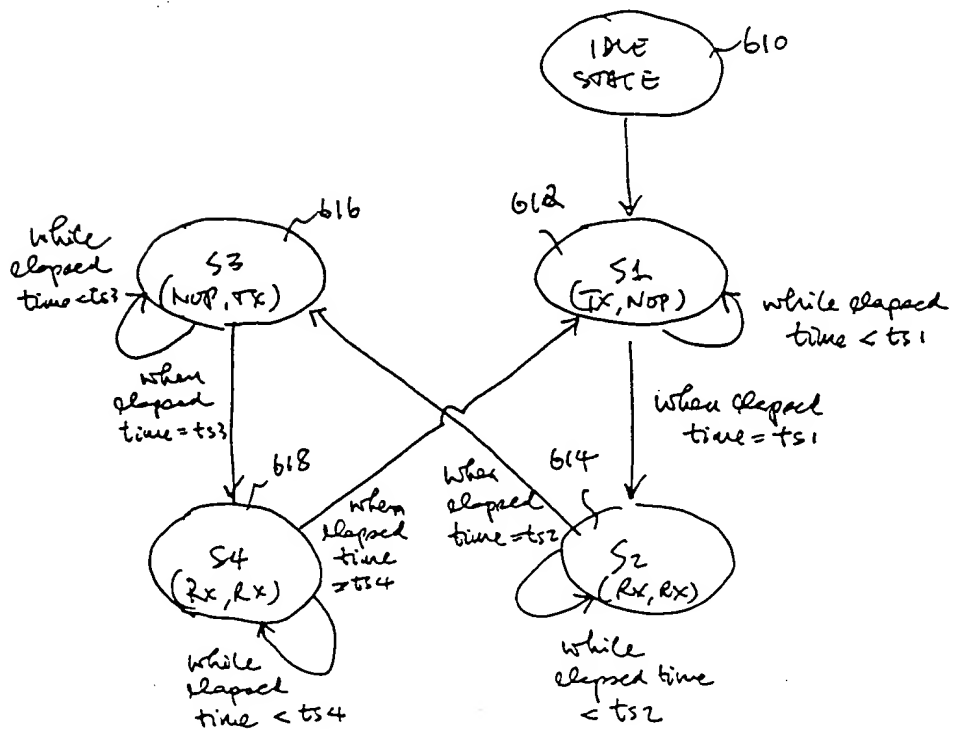 IDLE
STATE
610
616
612
while
elapsed
time < ts3
S3
(NOP, TX)
S1
(TX, NOP)
while elapsed
time < ts1
when
elapsed
time = ts3
when elapsed
time = ts1
618
614
when
elapsed
time = ts2
when
elapsed
time
= ts4
S4
(RX, RX)
S2
(RX, RX)
while
elapsed
time < ts4
while
elapsed time
< ts2